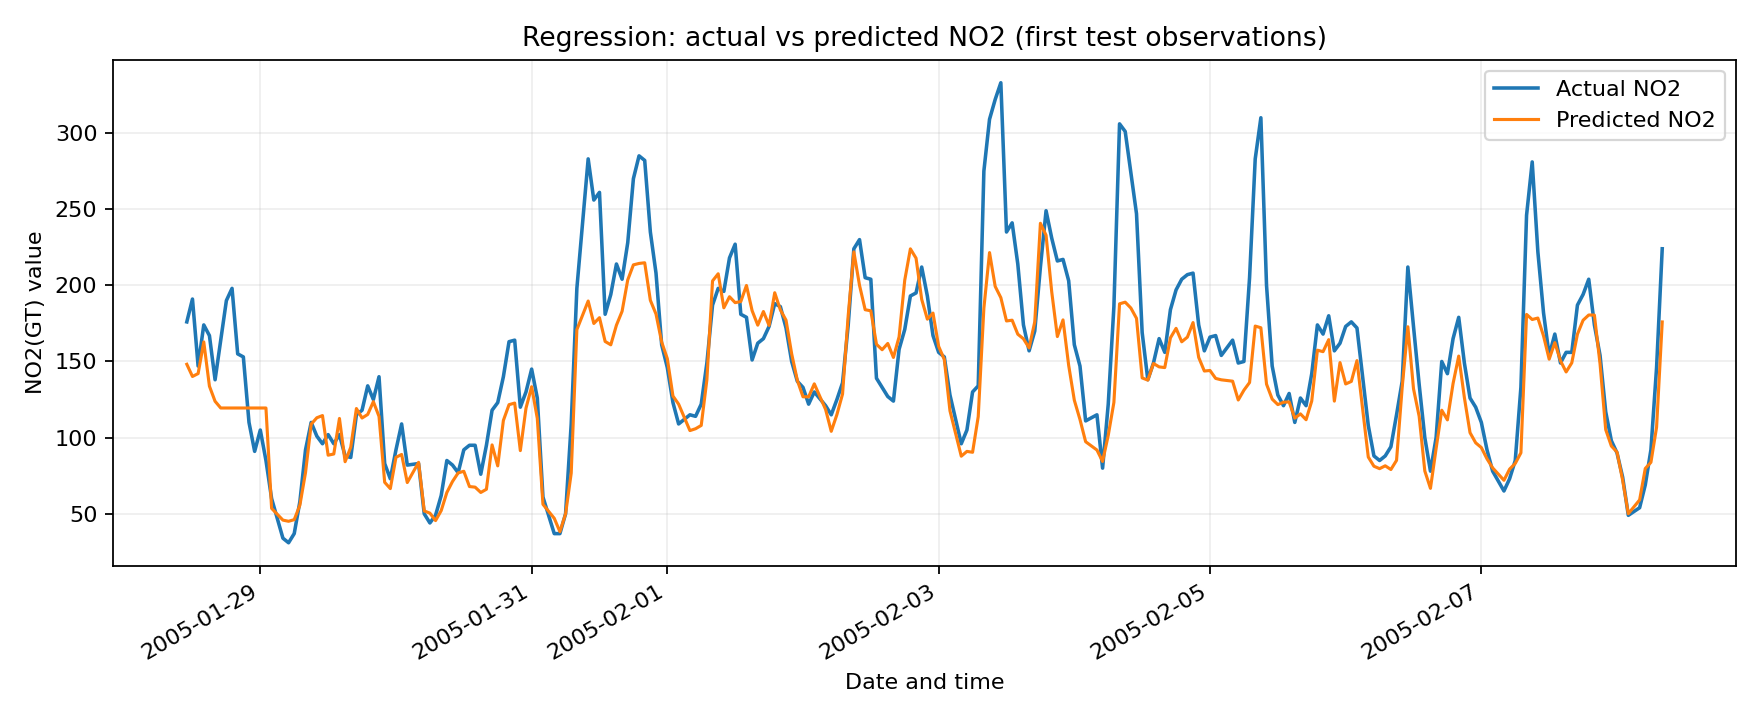 Regression: actual vs predicted NO2 (first test observations)
Actual NO2
Predicted NO2
NO2(GT) value
300
250
200
150
100
50
2005-01-29
2005-01-31
2005-02-01
2005-02-03
2005-02-05
2005-02-07
Date and time